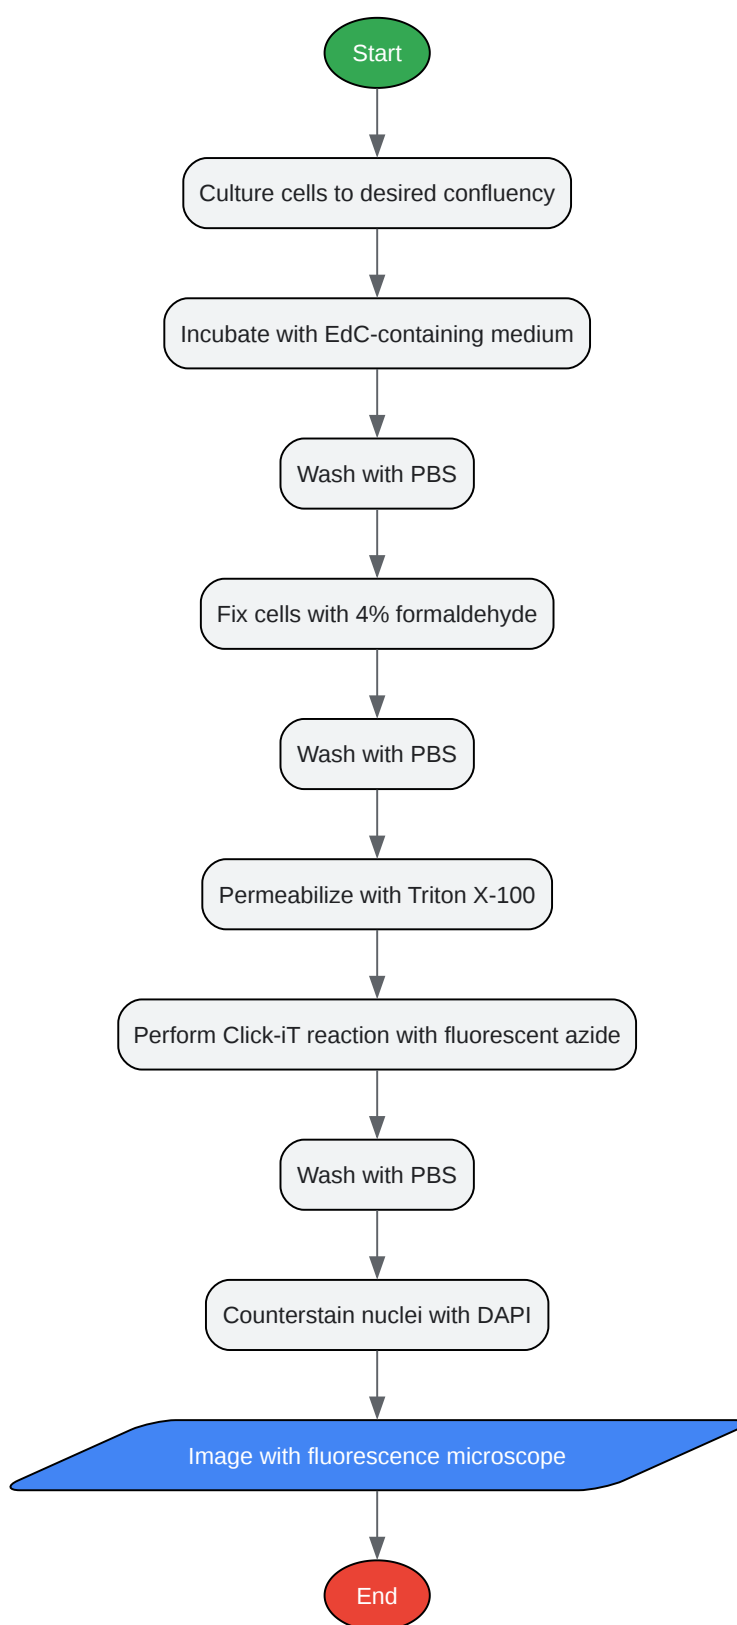 Start
Culture cells to desired confluency
Incubate with EdC-containing medium
Wash with PBS
Fix cells with 4% formaldehyde
Wash with PBS
Permeabilize with Triton X-100
Perform Click-iT reaction with fluorescent azide
Wash with PBS
Counterstain nuclei with DAPI
Image with fluorescence microscope
End